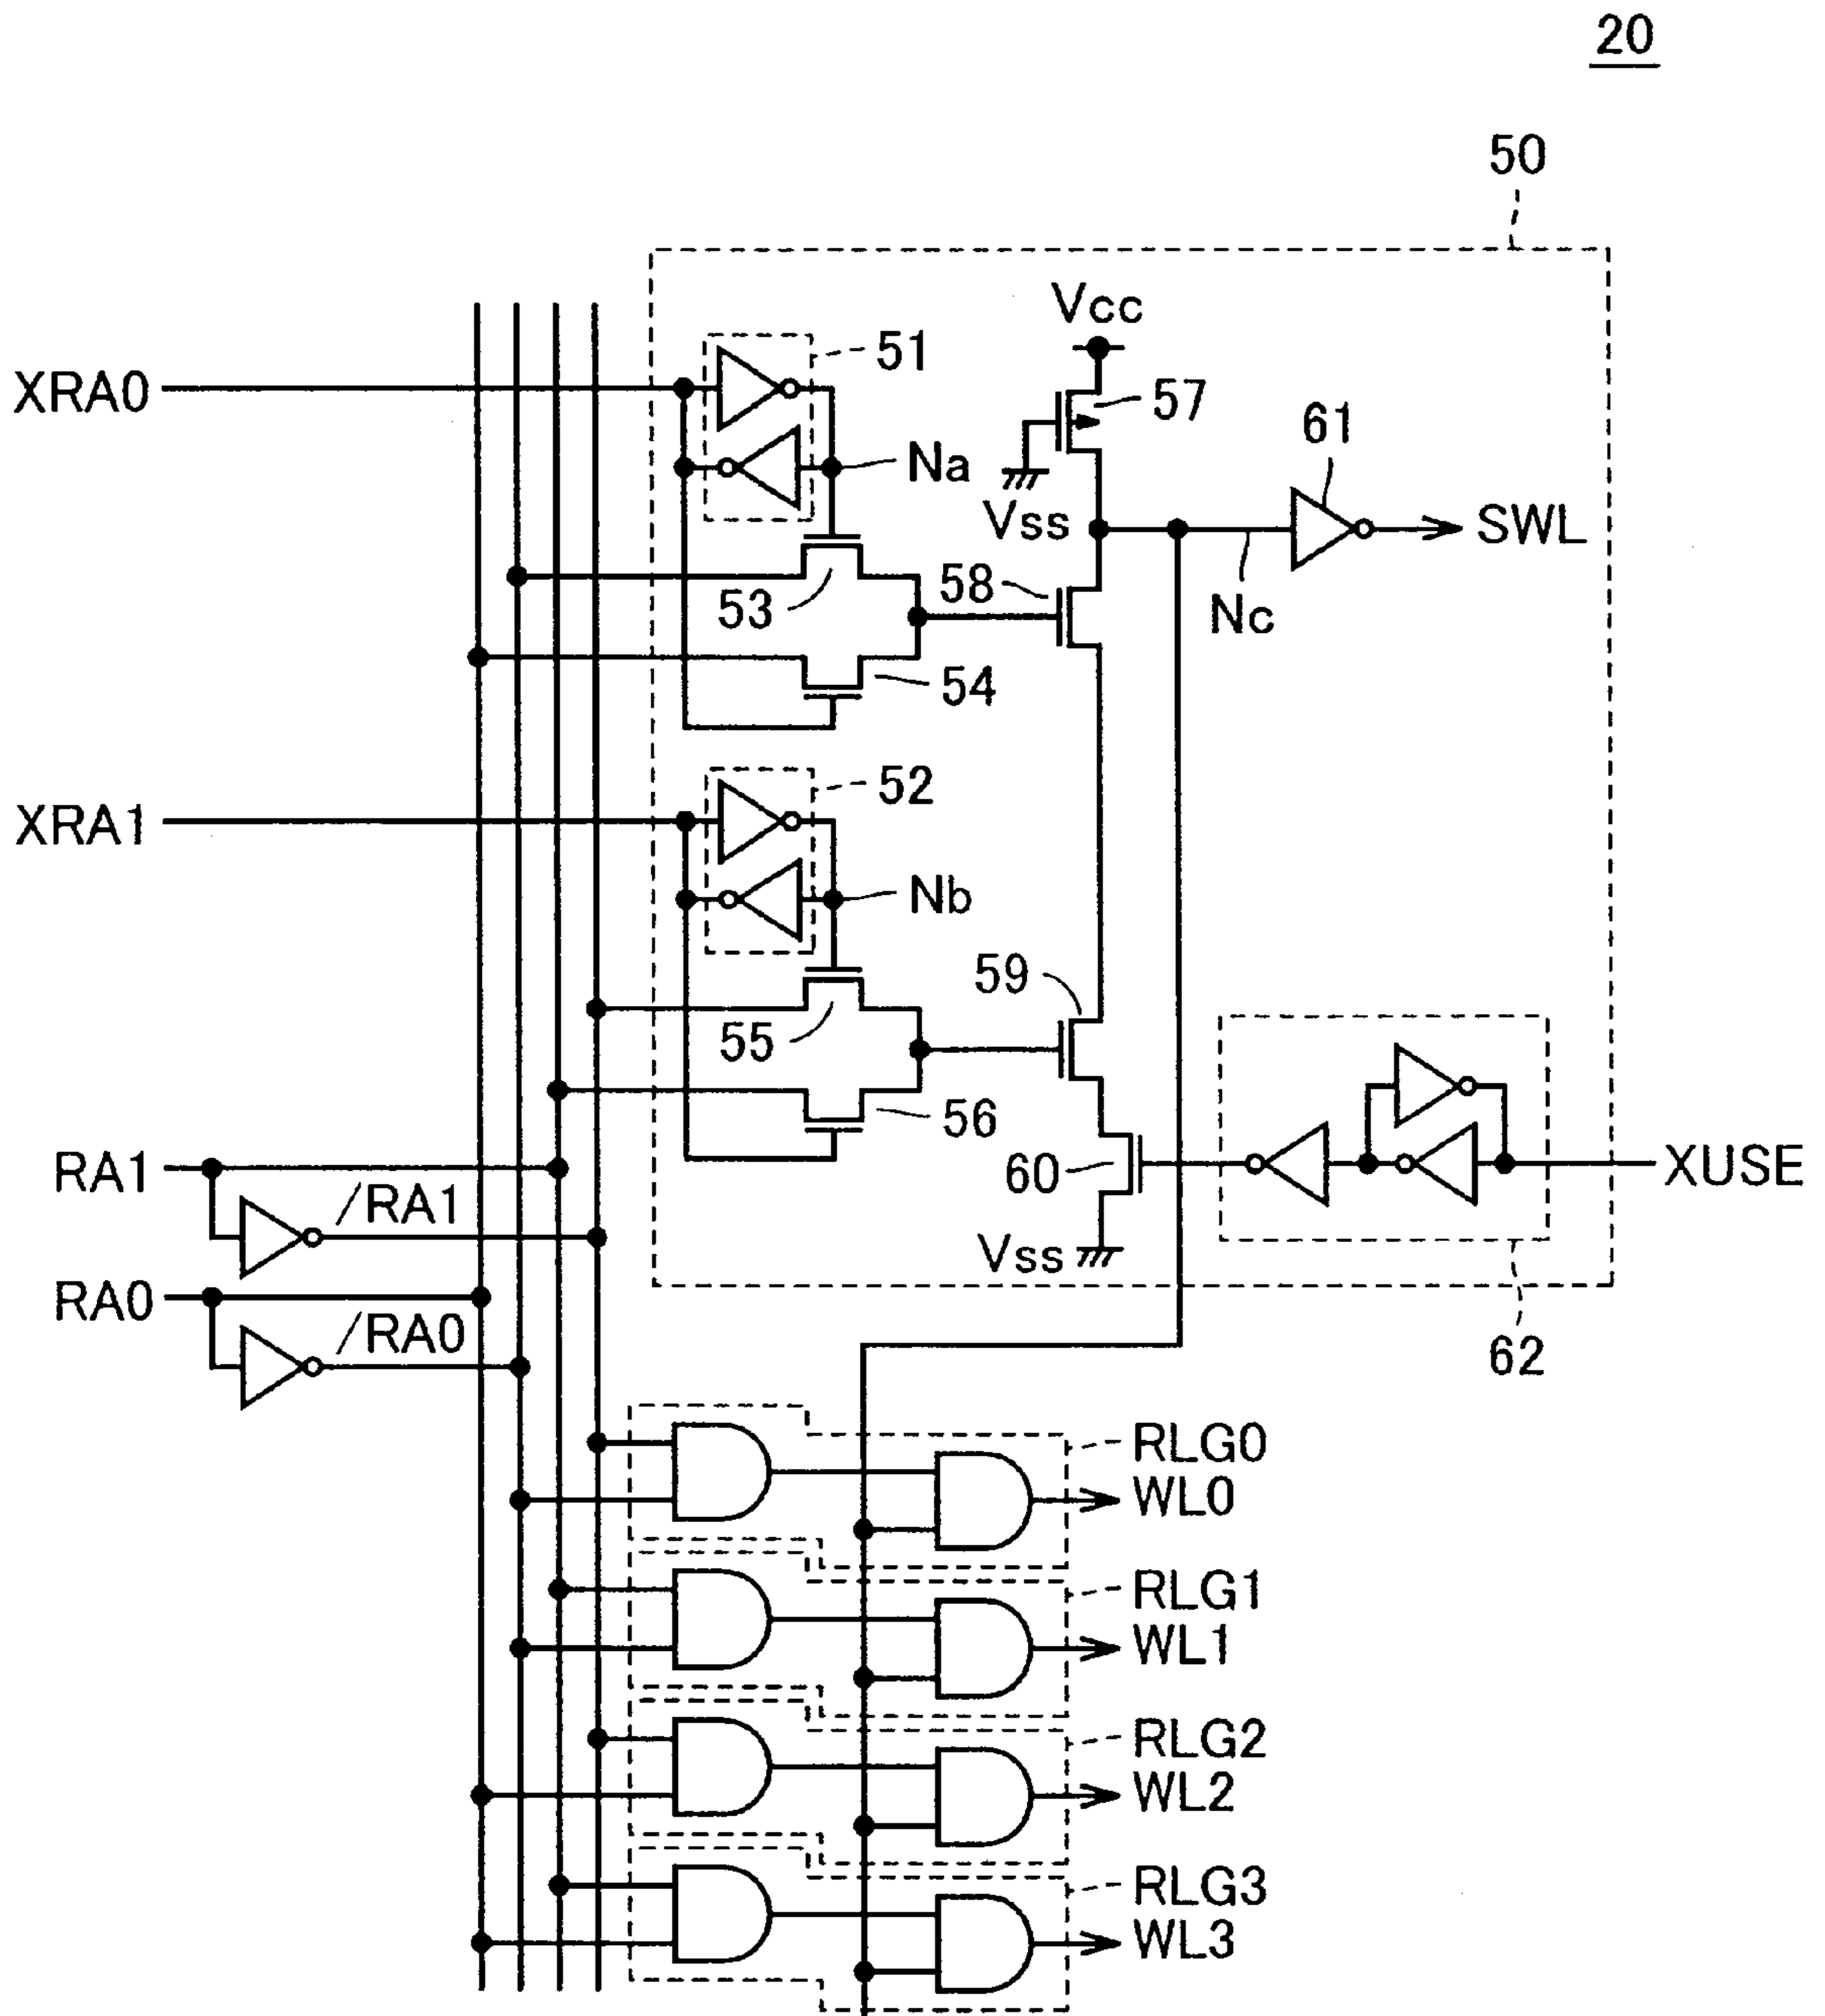 20
50
Vcc
51
57
XRA0
61
Na
Vss
SWL
58
53
Nc
54
52
XRA1
Nb
59
55
56
RA1
/RA1
60
XUSE
Vss
RA0
/RA0
62
RLG0
WL0
RLG1
WL1
RLG2
WL2
RLG3
WL3